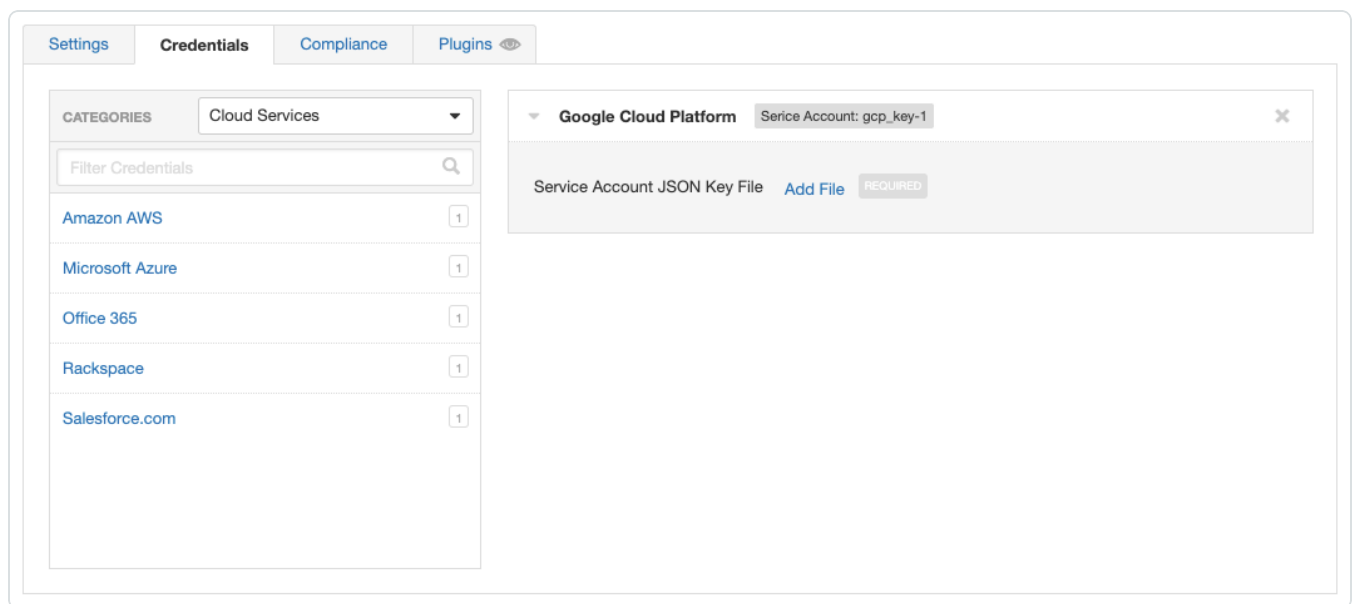 Settings
Credentials
Compliance
Plugins
CATEGORIES
Cloud Services
Filter Credentials
Amazon AWS 1
Microsoft Azure 1
Office 365 1
Rackspace 1
Salesforce.com 1
Google Cloud Platform Serice Account: gcp_key-1
Service Account JSON Key File Add File REQUIRED